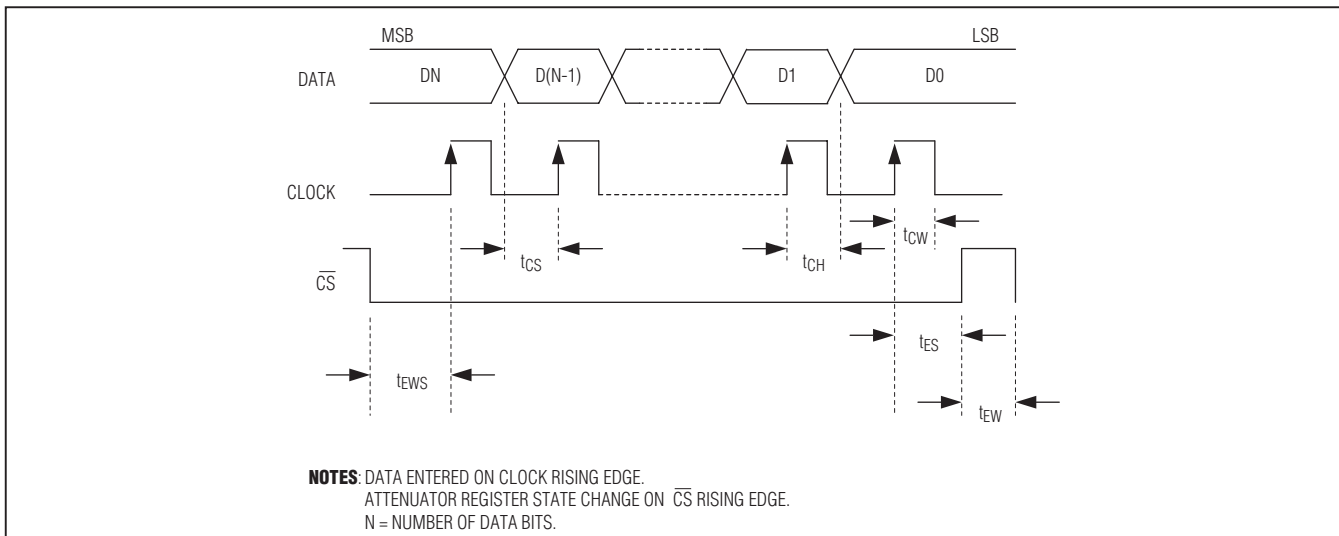 MSB LSB
DATA DN D(N-1) D1 D0
CLOCK
tCS tCH tCW
CS
tEWS tES
tEW
NOTES: DATA ENTERED ON CLOCK RISING EDGE.
ATTENUATOR REGISTER STATE CHANGE ON CS RISING EDGE.
N = NUMBER OF DATA BITS.